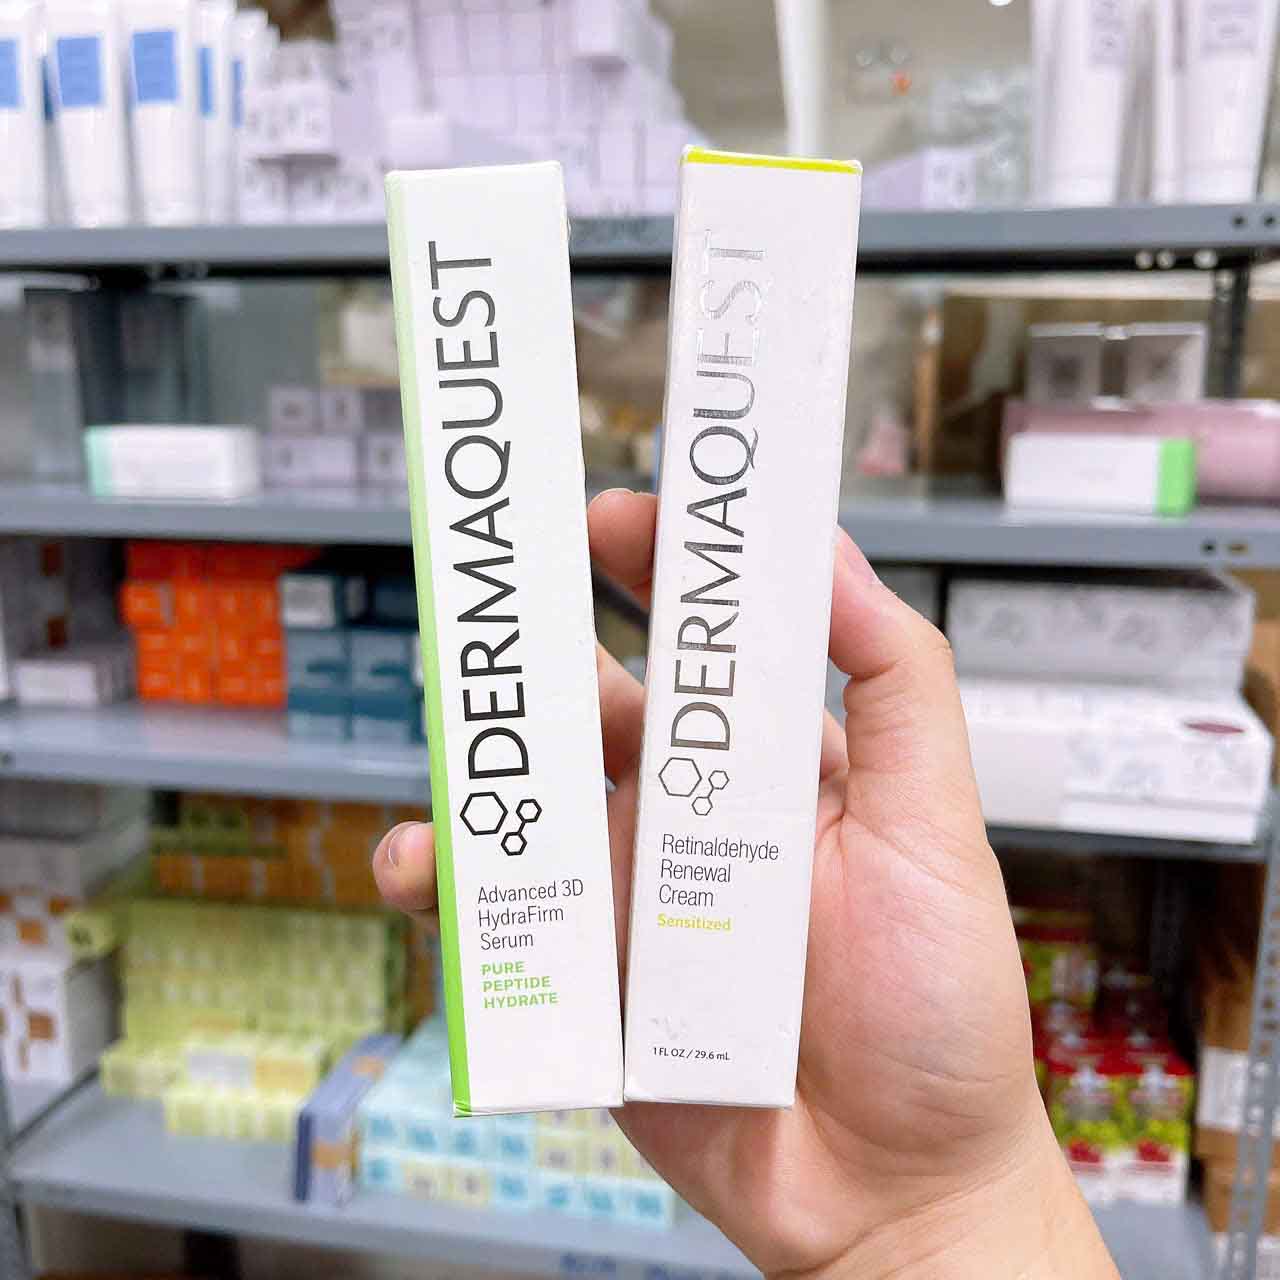 DERMAQUEST
Advanced 3D
HydraFirm
Serum
PURE
PEPTIDE
HYDRATE
DERMAQUEST
Retinaldehyde
Renewal
Cream
Sensitized
1 FL OZ / 29.6 mL